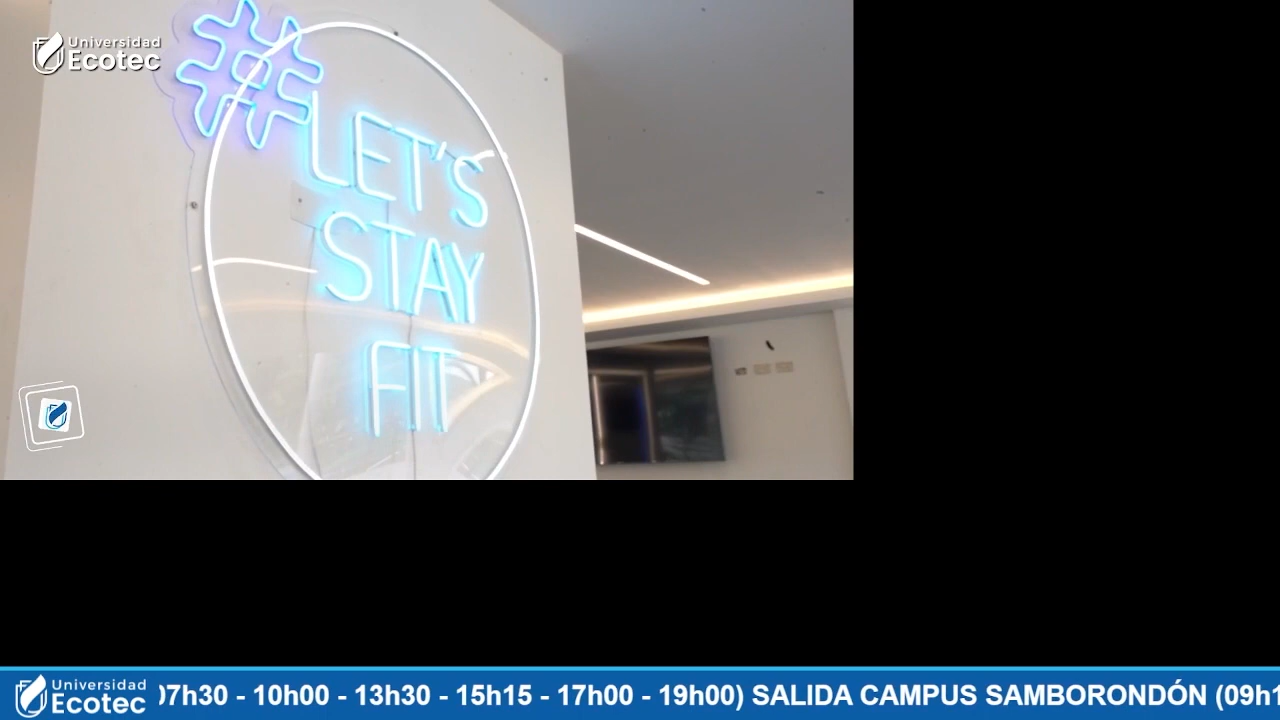 Universidad
Ecotec
#LET'S
STAY
FIT
Universidad
Ecotec
07h30 - 10h00 - 13h30 - 15h15 - 17h00 - 19h00) SALIDA CAMPUS SAMBORONDÓN (09h1